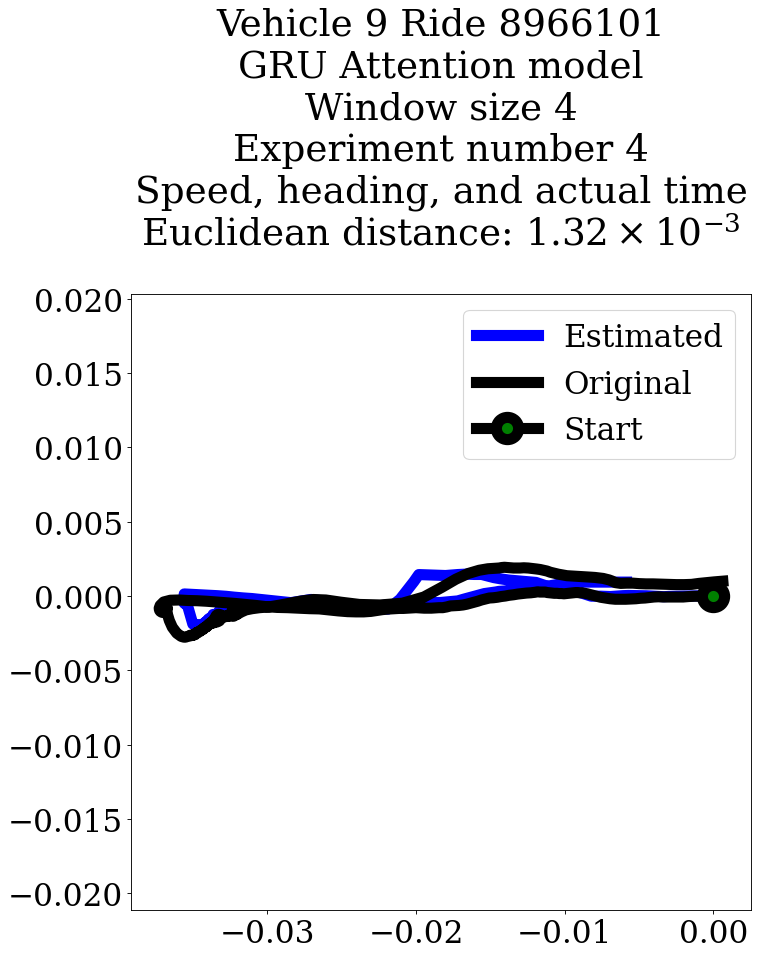 Vehicle 9 Ride 8966101
GRU Attention model
Window size 4
Experiment number 4
Speed, heading, and actual time
Euclidean distance: 1.32 × 10⁻³
0.020
0.015
0.010
0.005
0.000
−0.005
−0.010
−0.015
−0.020
Estimated
Original
Start
−0.03
−0.02
−0.01
0.00